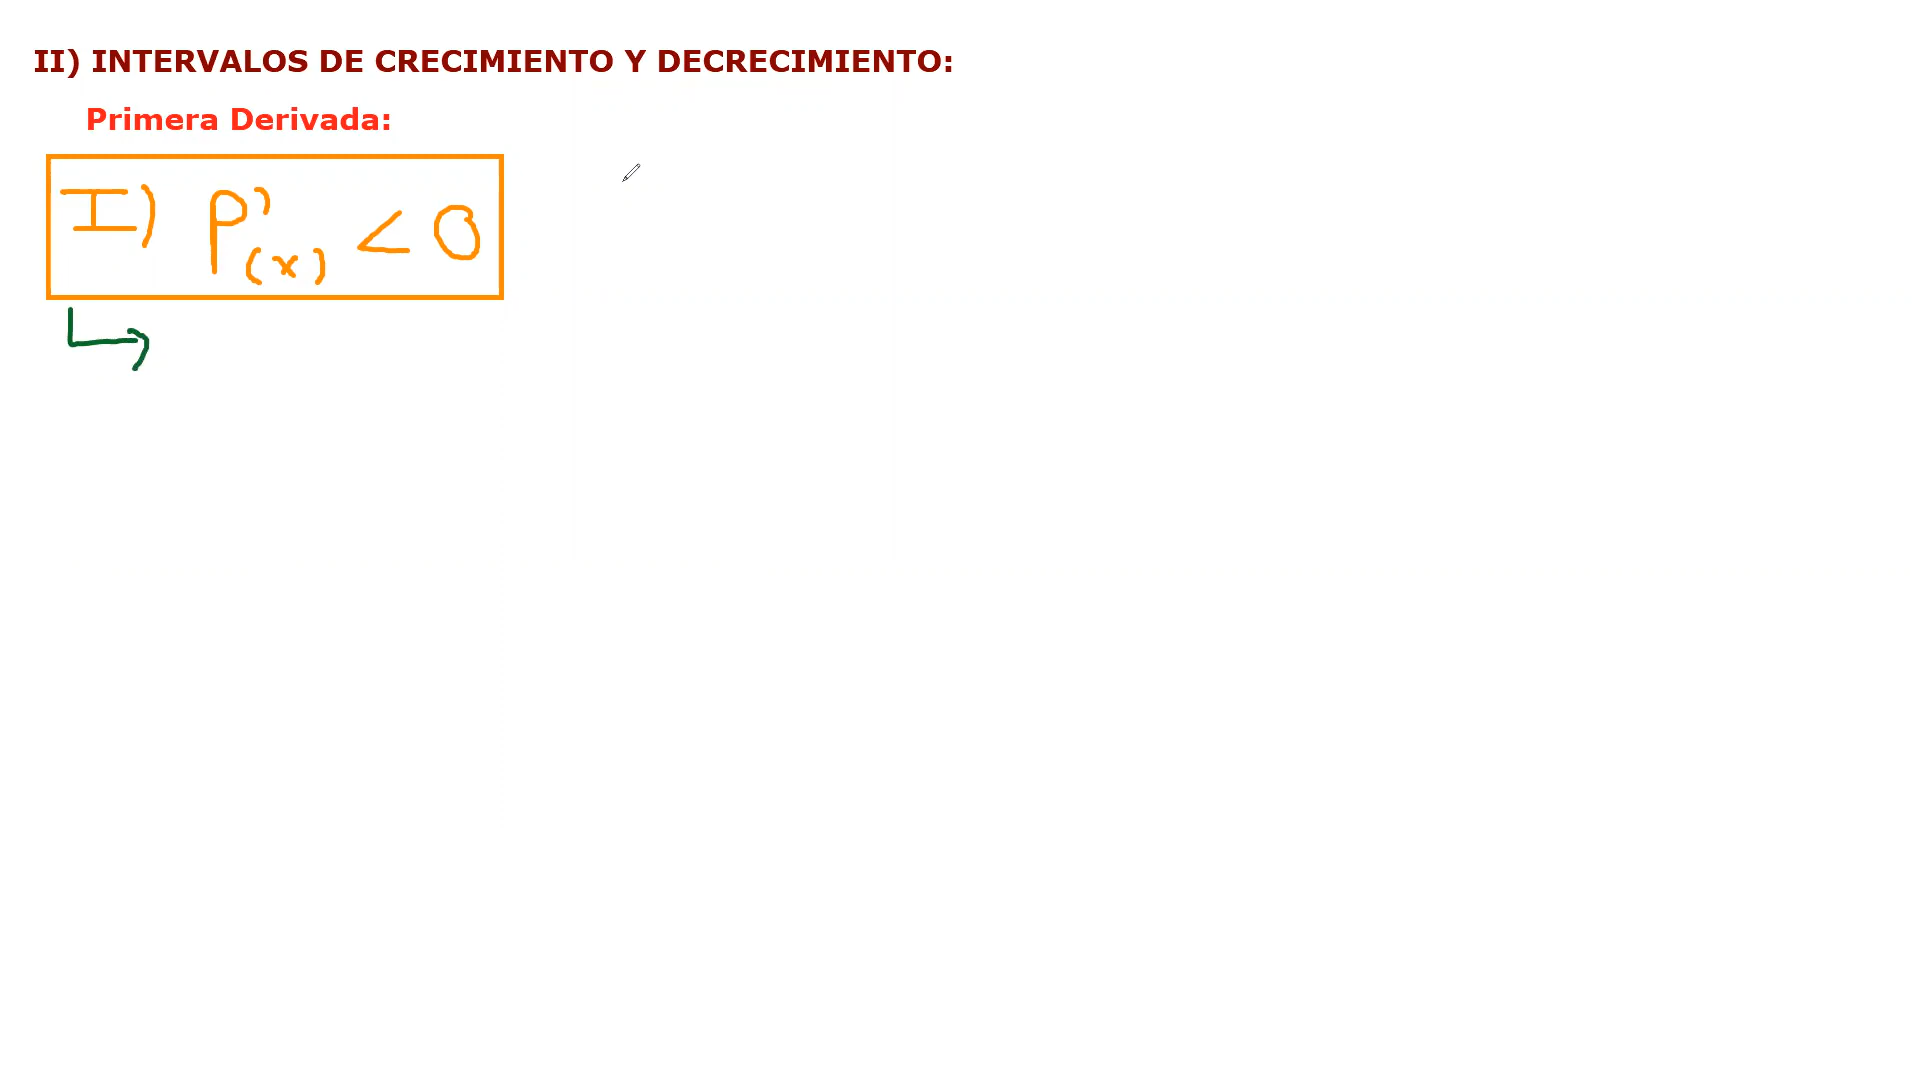 II) INTERVALOS DE CRECIMIENTO Y DECRECIMIENTO:
Primera Derivada:
I) P'(x) < 0